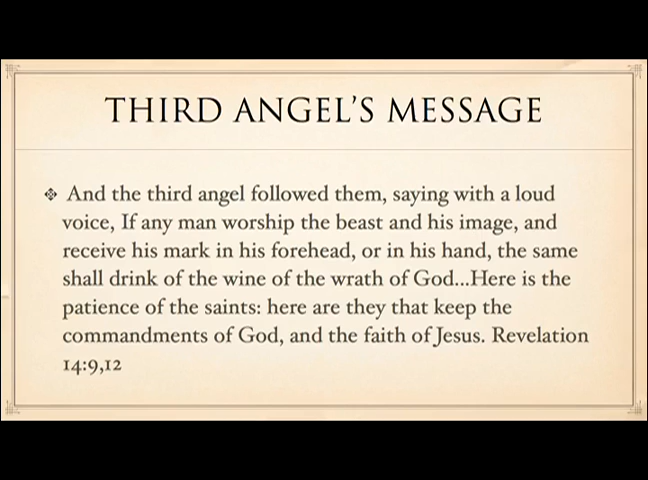 THIRD ANGEL'S MESSAGE
And the third angel followed them, saying with a loud
voice, If any man worship the beast and his image, and
receive his mark in his forehead, or in his hand, the same
shall drink of the wine of the wrath of God...Here is the
patience of the saints: here are they that keep the
commandments of God, and the faith of Jesus. Revelation
14:9,12